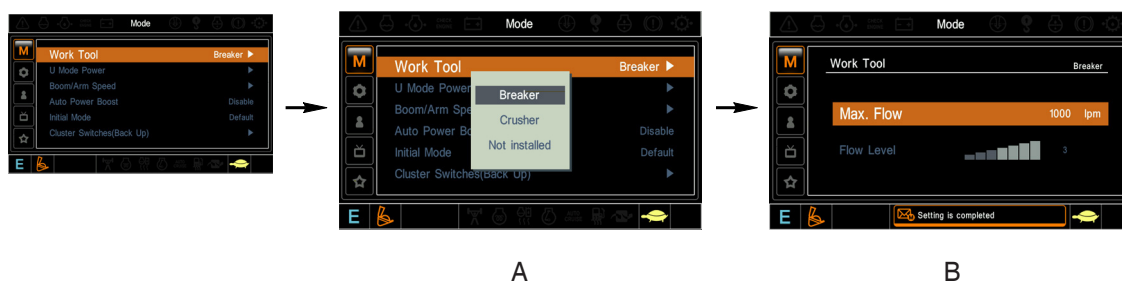 Mode
M
Work Tool Breaker ▶
U Mode Power ▶
Boom/Arm Speed ▶
Auto Power Boost Disable
Initial Mode Default
Cluster Switches(Back Up) ▶
E
Mode
M
Work Tool Breaker ▶
U Mode Power ▶
Boom/Arm Spe ▶
Auto Power Bo Disable
Initial Mode Default
Cluster Switches(Back Up) ▶
Breaker
Crusher
Not installed
E
A
Mode
M
Work Tool Breaker
Max. Flow 1000 lpm
Flow Level 3
E
Setting is completed
B